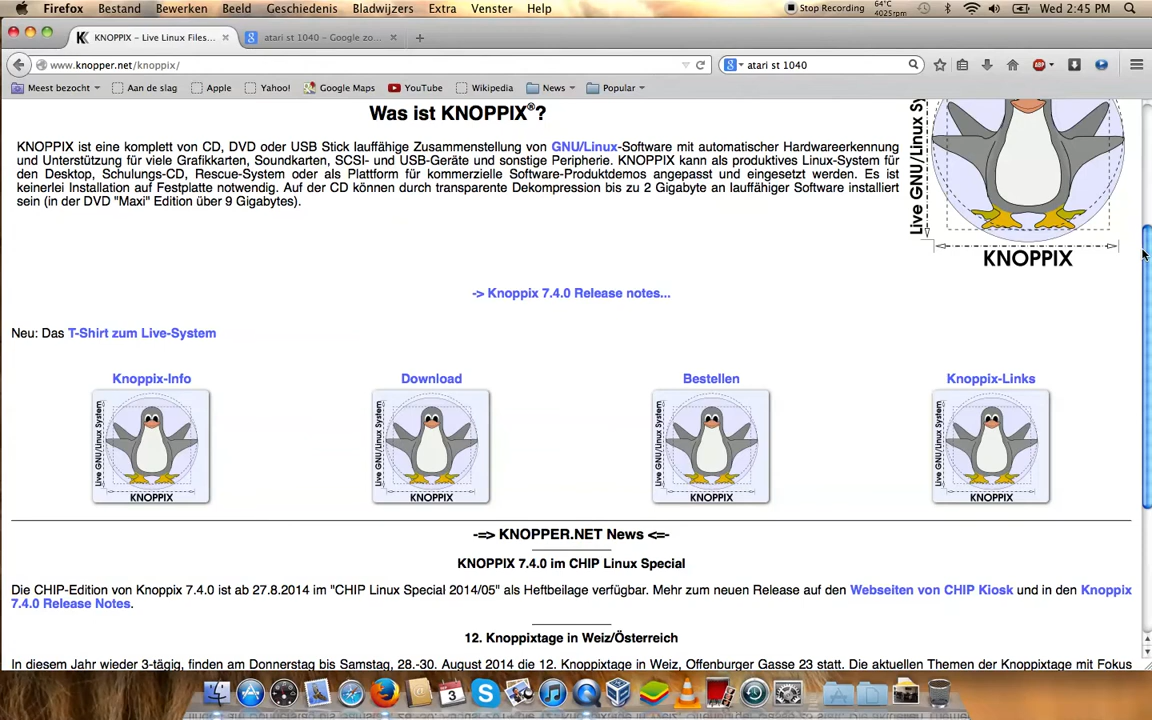 Firefox Bestand Bewerken Beeld Geschiedenis Bladwijzers Extra Venster Help Stop Recording 64°C 4025rpm Wed 2:45 PM
KNOPPIX – Live Linux Files... atari st 1040 - Google zo...
www.knopper.net/knoppix/ atari st 1040
Meest bezocht Aan de slag Apple Yahoo! Google Maps YouTube Wikipedia News Popular
Was ist KNOPPIX®?
KNOPPIX ist eine komplett von CD, DVD oder USB Stick lauffähige Zusammenstellung von GNU/Linux-Software mit automatischer Hardwareerkennung
und Unterstützung für viele Grafikkarten, Soundkarten, SCSI- und USB-Geräte und sonstige Peripherie. KNOPPIX kann als produktives Linux-System für
den Desktop, Schulungs-CD, Rescue-System oder als Plattform für kommerzielle Software-Produktdemos angepasst und eingesetzt werden. Es ist
keinerlei Installation auf Festplatte notwendig. Auf der CD können durch transparente Dekompression bis zu 2 Gigabyte an lauffähiger Software installiert
sein (in der DVD "Maxi" Edition über 9 Gigabytes).
Live GNU/Linux S
KNOPPIX
-> Knoppix 7.4.0 Release notes...
Neu: Das T-Shirt zum Live-System
Knoppix-Info Download Bestellen Knoppix-Links
Live GNU/Linux System Live GNU/Linux System Live GNU/Linux System Live GNU/Linux System
KNOPPIX KNOPPIX KNOPPIX KNOPPIX
-=> KNOPPER.NET News <=-
KNOPPIX 7.4.0 im CHIP Linux Special
Die CHIP-Edition von Knoppix 7.4.0 ist ab 27.8.2014 im "CHIP Linux Special 2014/05" als Heftbeilage verfügbar. Mehr zum neuen Release auf den Webseiten von CHIP Kiosk und in den Knoppix
7.4.0 Release Notes.
12. Knoppixtage in Weiz/Österreich
In diesem Jahr wieder 3-tägig, finden am Donnerstag bis Samstag, 28.-30. August 2014 die 12. Knoppixtage in Weiz, Offenburger Gasse 23 statt. Die aktuellen Themen der Knoppixtage mit Fokus
3